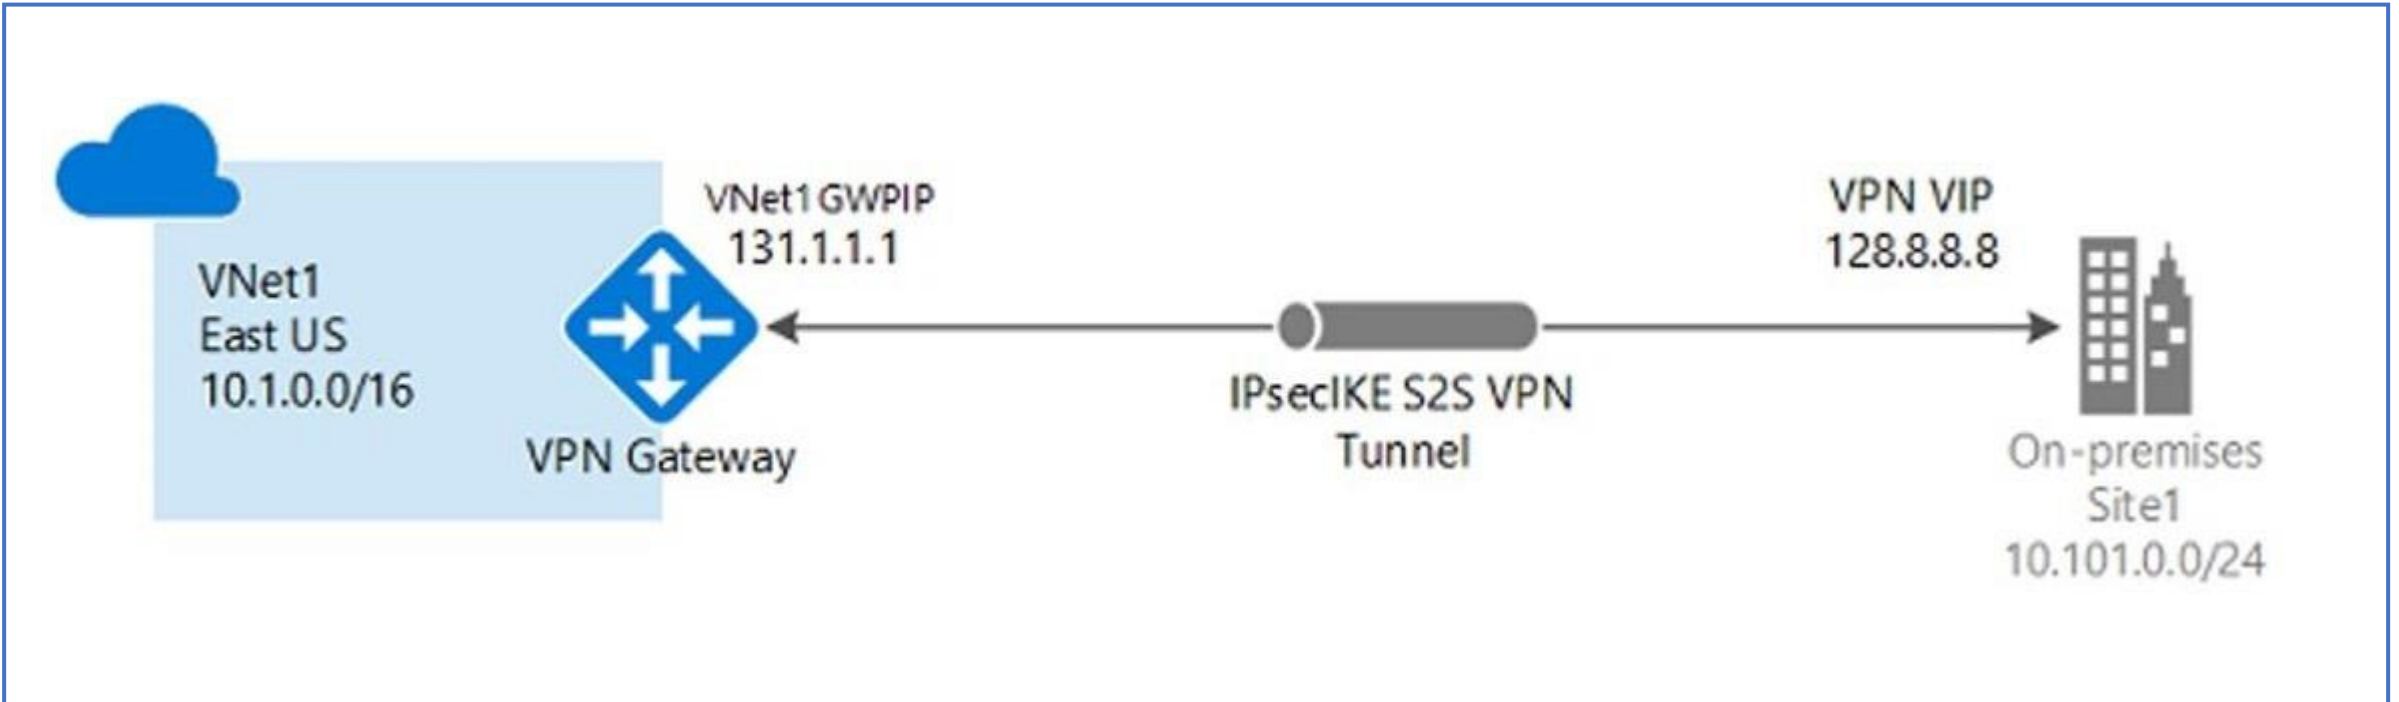 VNet1 GWPIP
131.1.1.1
VNet1
East US
10.1.0.0/16
VPN Gateway
IPsecIKE S2S VPN
Tunnel
VPN VIP
128.8.8.8
On-premises
Site1
10.101.0.0/24